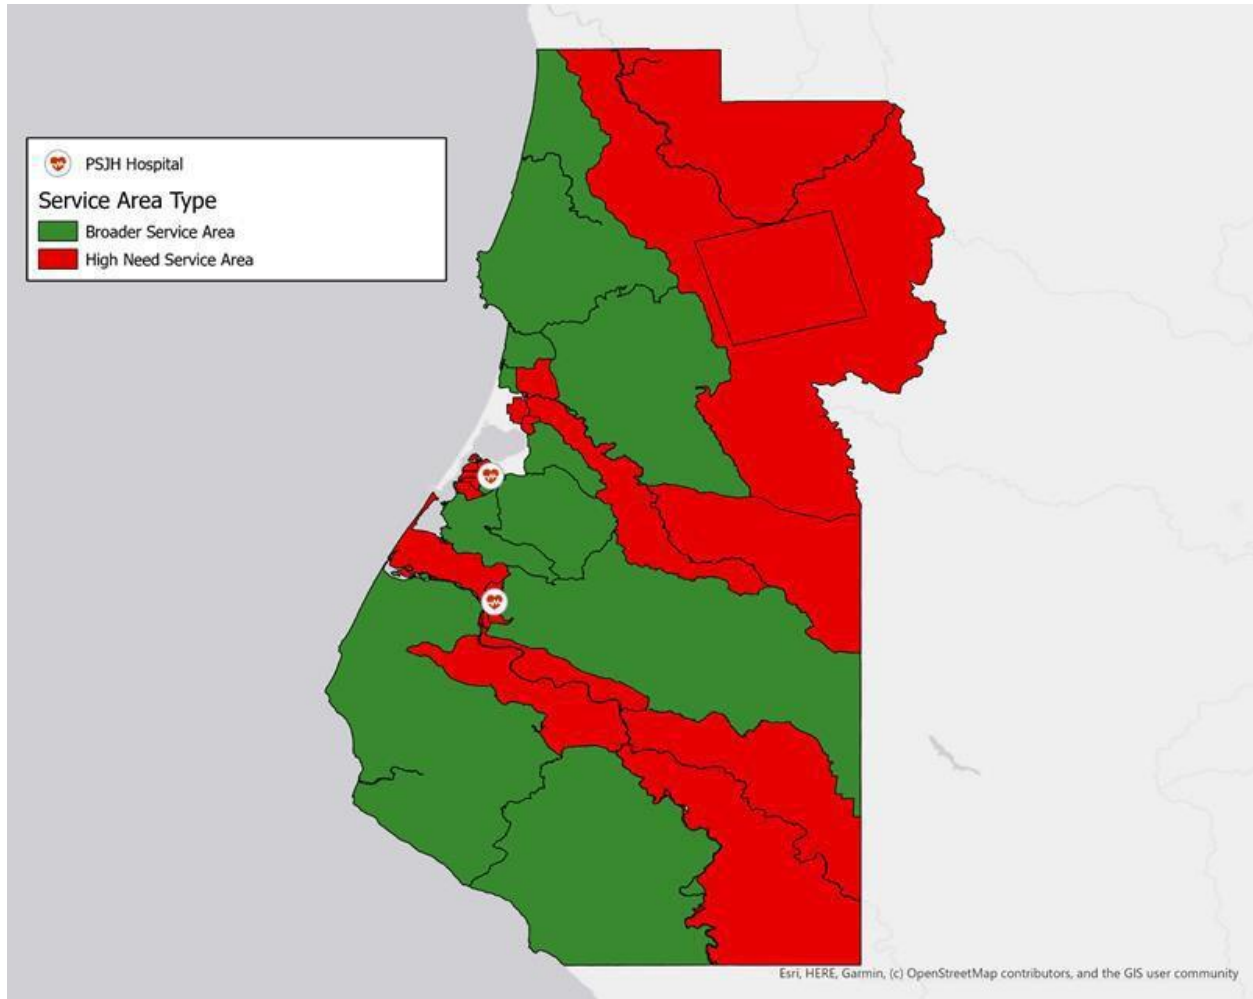 PSJH Hospital
Service Area Type
Broader Service Area
High Need Service Area
Esri, HERE, Garmin, (c) OpenStreetMap contributors, and the GIS user community